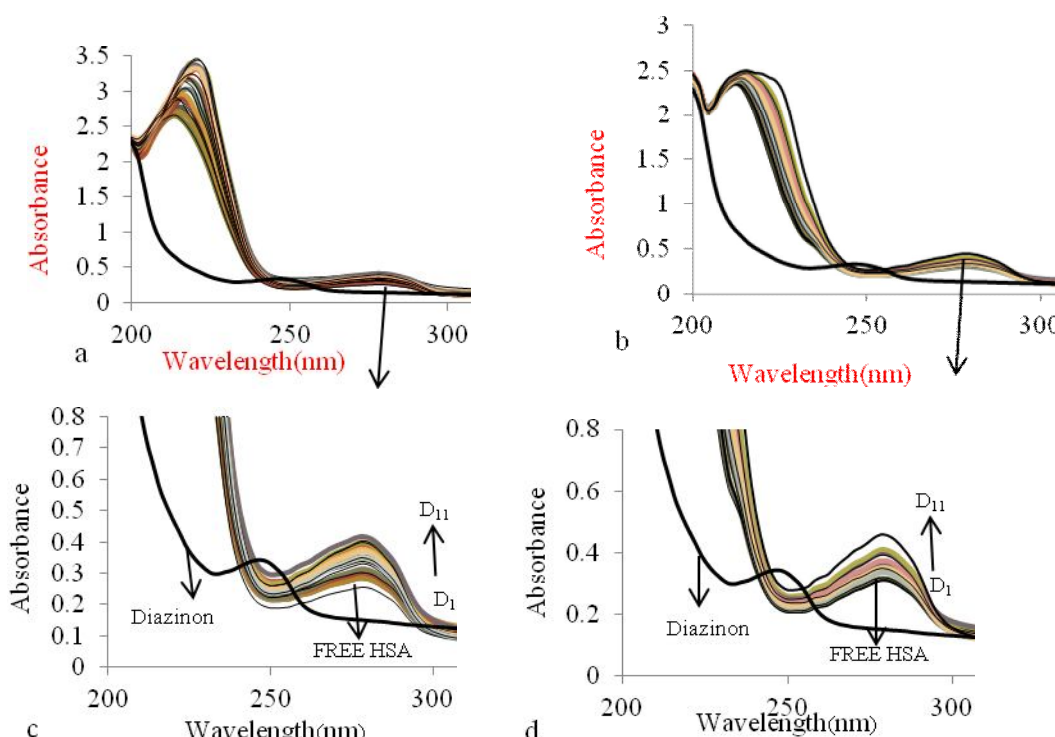 3.5
3
2.5
2
1.5
1
0.5
0
Absorbance
200
250
300
a
Wavelength(nm)
3
2.5
2
1.5
1
0.5
0
Absorbance
200
250
300
b
Wavelength(nm)
0.8
0.7
0.6
0.5
0.4
0.3
0.2
0.1
Absorbance
D11
D1
Diazinon
FREE HSA
200
250
300
c
Wavelength(nm)
0.8
0.6
0.4
0.2
0
Absorbance
D11
D1
Diazinon
FREE HSA
200
250
300
d
Wavelength(nm)